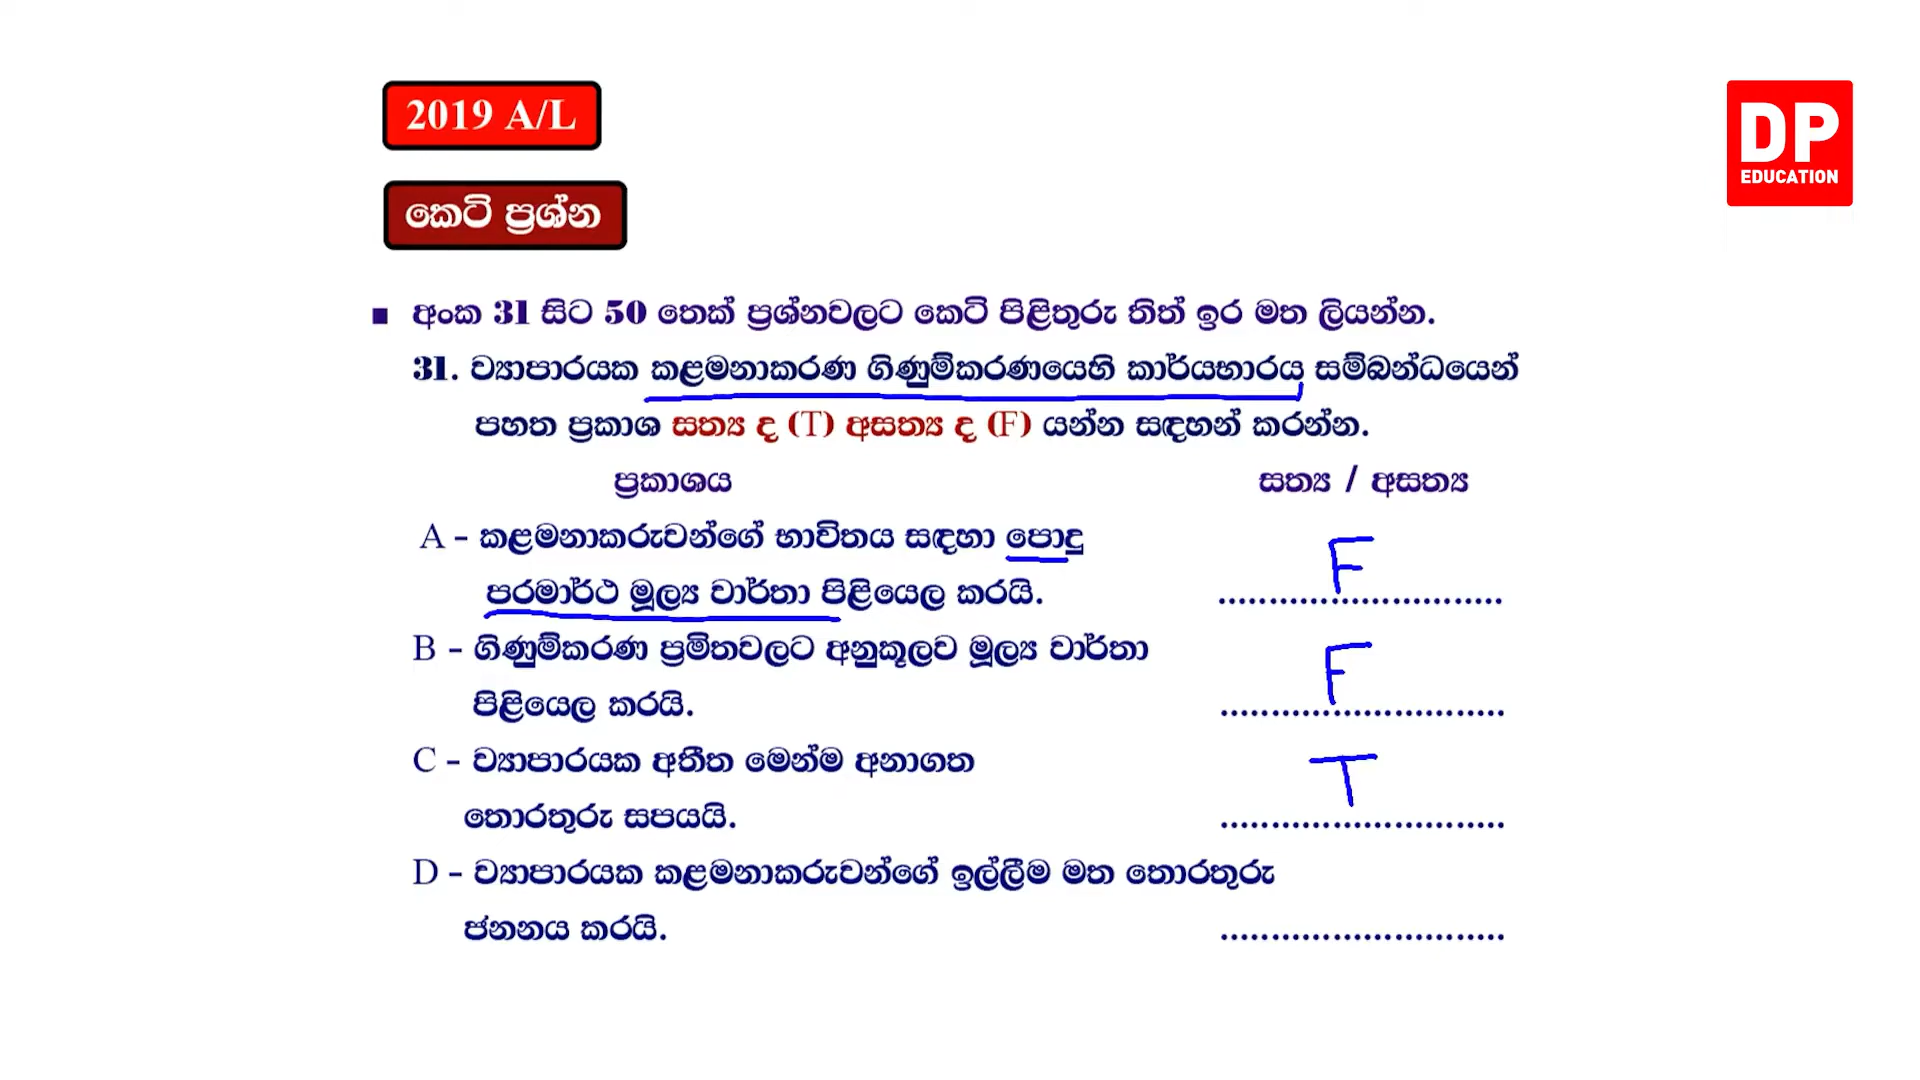 2019 A/L
DP
EDUCATION
කෙටි ප්‍රශ්න
■ අංක 31 සිට 50 තෙක් ප්‍රශ්නවලට කෙටි පිළිතුරු තිත් ඉර මත ලියන්න.
31. ව්‍යාපාරයක කළමනාකරණ ගිණුම්කරණයෙහි කාර්යභාරය සම්බන්ධයෙන්
පහත ප්‍රකාශ සත්‍ය ද (T) අසත්‍ය ද (F) යන්න සඳහන් කරන්න.
ප්‍රකාශය සත්‍ය / අසත්‍ය
A - කළමනාකරුවන්ගේ භාවිතය සඳහා පොදු
පරමාර්ථ මූල්‍ය වාර්තා පිළියෙල කරයි. ............................ F
B - ගිණුම්කරණ ප්‍රමිතවලට අනුකූලව මූල්‍ය වාර්තා
පිළියෙල කරයි. ............................ F
C - ව්‍යාපාරයක අතීත මෙන්ම අනාගත
තොරතුරු සපයයි. ............................ T
D - ව්‍යාපාරයක කළමනාකරුවන්ගේ ඉල්ලීම මත තොරතුරු
ජනනය කරයි. ............................